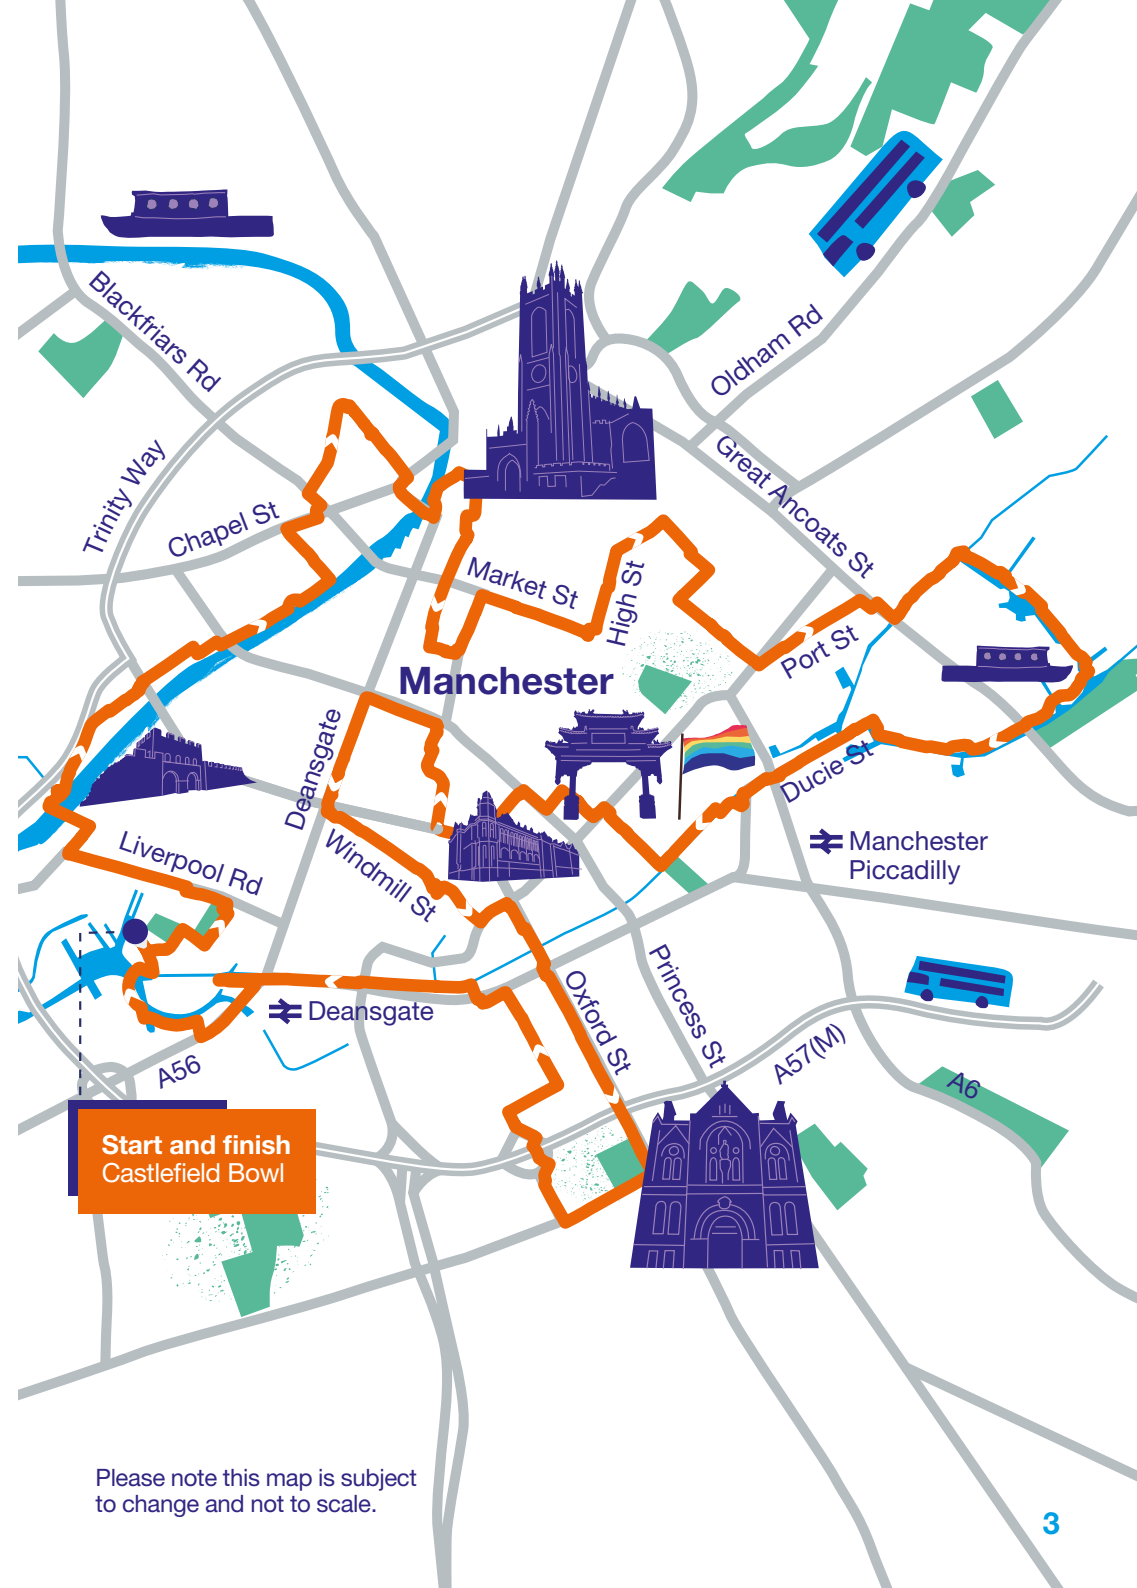 Blackfriars Rd
Oldham Rd
Trinity Way
Great Ancoats St
Chapel St
Market St
High St
Port St
Manchester
Deansgate
Ducie St
Liverpool Rd
Windmill St
Manchester
Piccadilly
Princess St
Oxford St
Deansgate
A57(M)
A56
A6
Start and finish
Castlefield Bowl
Please note this map is subject
to change and not to scale.
3